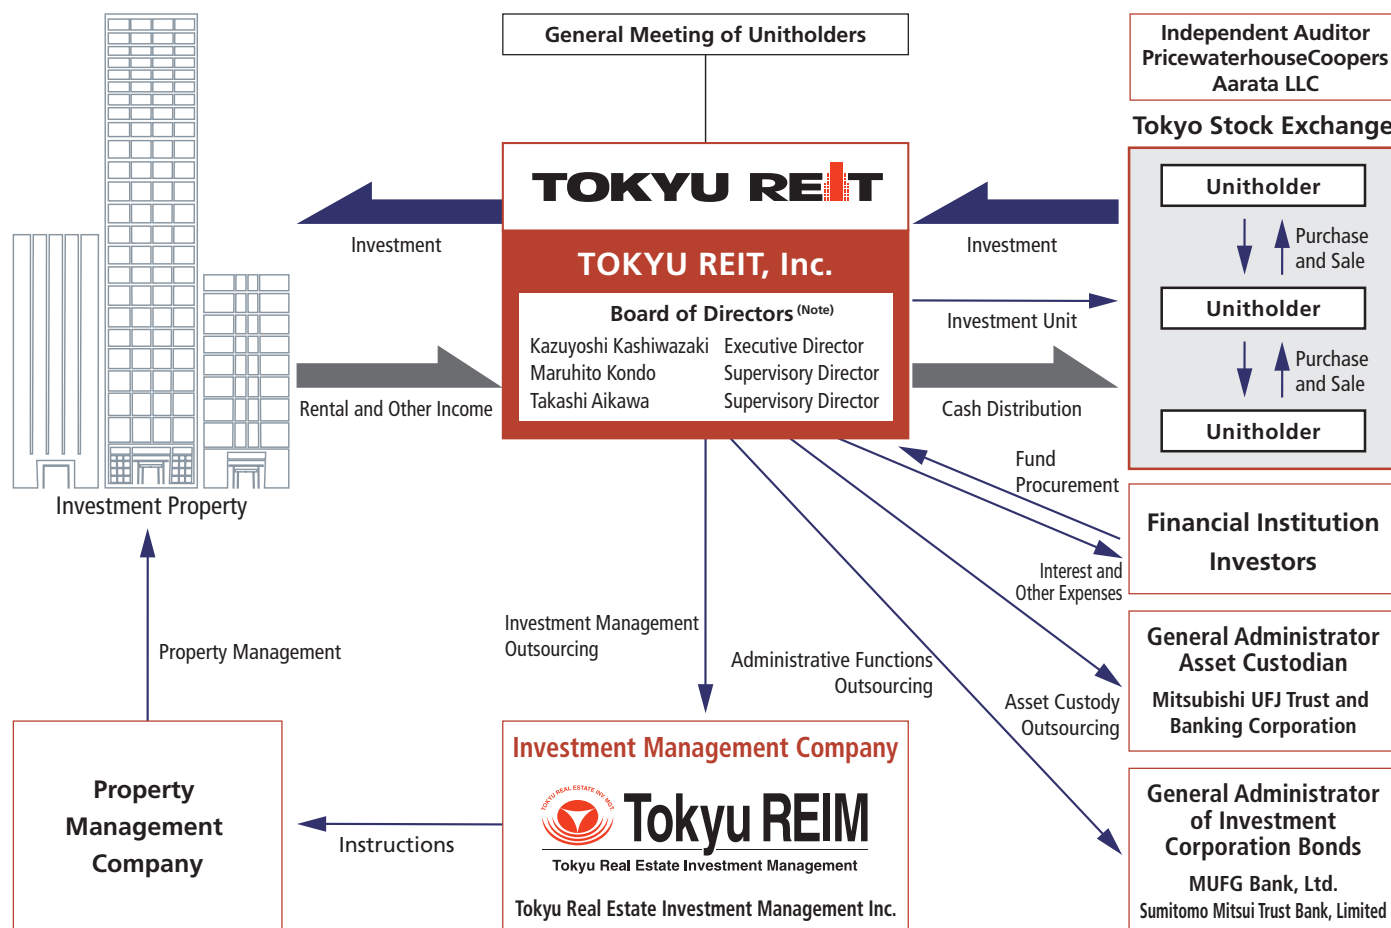 General Meeting of Unitholders
Independent Auditor
PricewaterhouseCoopers
Aarata LLC
Tokyo Stock Exchange
TOKYU REIT
TOKYU REIT, Inc.
Board of Directors (Note)
Kazuyoshi Kashiwazaki Executive Director
Maruhito Kondo Supervisory Director
Takashi Aikawa Supervisory Director
Investment
Rental and Other Income
Investment
Investment Unit
Cash Distribution
Unitholder
Purchase
and Sale
Unitholder
Purchase
and Sale
Unitholder
Investment Property
Fund
Procurement
Interest and
Other Expenses
Financial Institution
Investors
Property Management
Investment Management
Outsourcing
Administrative Functions
Outsourcing
Asset Custody
Outsourcing
General Administrator
Asset Custodian
Mitsubishi UFJ Trust and
Banking Corporation
Property
Management
Company
Instructions
Investment Management Company
TOKYU REAL ESTATE INV. MGT.
Tokyu REIM
Tokyu Real Estate Investment Management
Tokyu Real Estate Investment Management Inc.
General Administrator
of Investment
Corporation Bonds
MUFG Bank, Ltd.
Sumitomo Mitsui Trust Bank, Limited